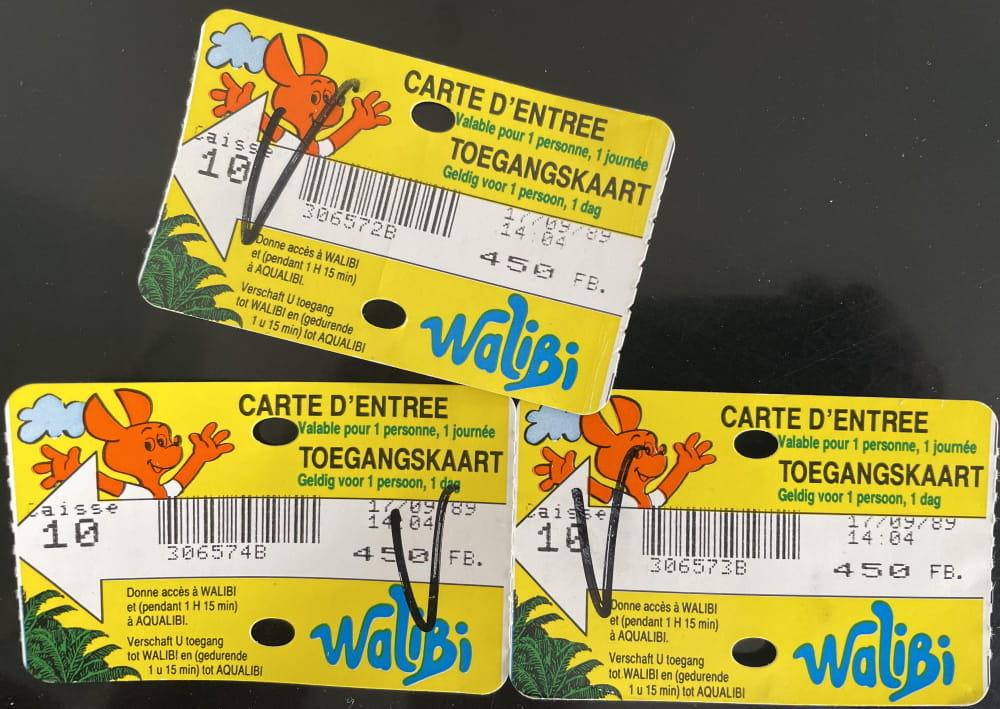 CARTE D'ENTREE
Valable pour 1 personne, 1 journée
TOEGANGSKAART
Geldig voor 1 persoon, 1 dag
Caisse
10
306572B
17/09/89
14:04
450 FB.
Donne accès à WALIBI
et (pendant 1 H 15 min)
à AQUALIBI.
Verschaft U toegang
tot WALIBI en (gedurende
1 u 15 min) tot AQUALIBI
Walibi
CARTE D'ENTREE
Valable pour 1 personne, 1 journée
TOEGANGSKAART
Geldig voor 1 persoon, 1 dag
Caisse
10
306574B
17/09/89
14:04
450 FB.
Donne accès à WALIBI
et (pendant 1 H 15 min)
à AQUALIBI.
Verschaft U toegang
tot WALIBI en (gedurende
1 u 15 min) tot AQUALIBI
Walibi
CARTE D'ENTREE
Valable pour 1 personne, 1 journée
TOEGANGSKAART
Geldig voor 1 persoon, 1 dag
Caisse
10
306573B
17/09/89
14:04
450 FB.
Donne accès à WALIBI
et (pendant 1 H 15 min)
à AQUALIBI.
Verschaft U toegang
tot WALIBI en (gedurende
1 u 15 min) tot AQUALIBI
Walibi